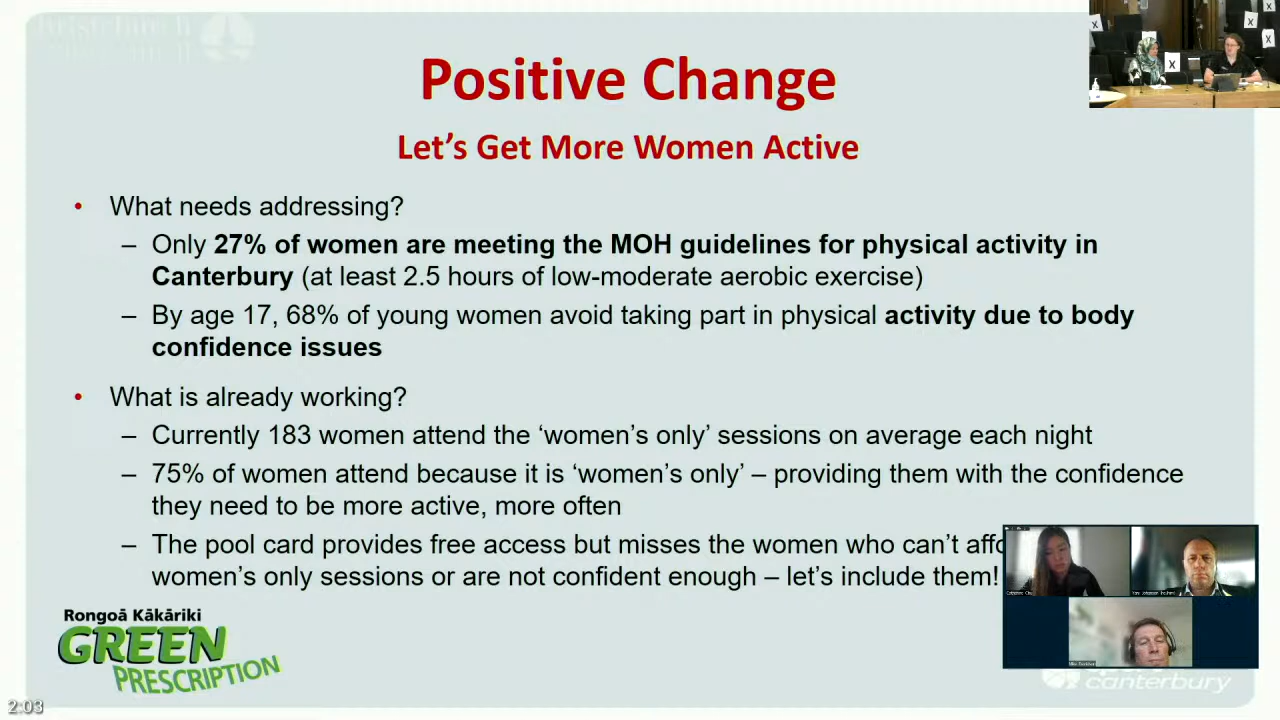 Positive Change
Let's Get More Women Active
• What needs addressing?
– Only 27% of women are meeting the MOH guidelines for physical activity in
Canterbury (at least 2.5 hours of low-moderate aerobic exercise)
– By age 17, 68% of young women avoid taking part in physical activity due to body
confidence issues
• What is already working?
– Currently 183 women attend the 'women's only' sessions on average each night
– 75% of women attend because it is 'women's only' – providing them with the confidence
they need to be more active, more often
– The pool card provides free access but misses the women who can't
women's only sessions or are not confident enough – let's include them!
Rongoā Kākāriki
GREEN
PRESCRIPTION
canterbury
2:03
X
X
X
X
X